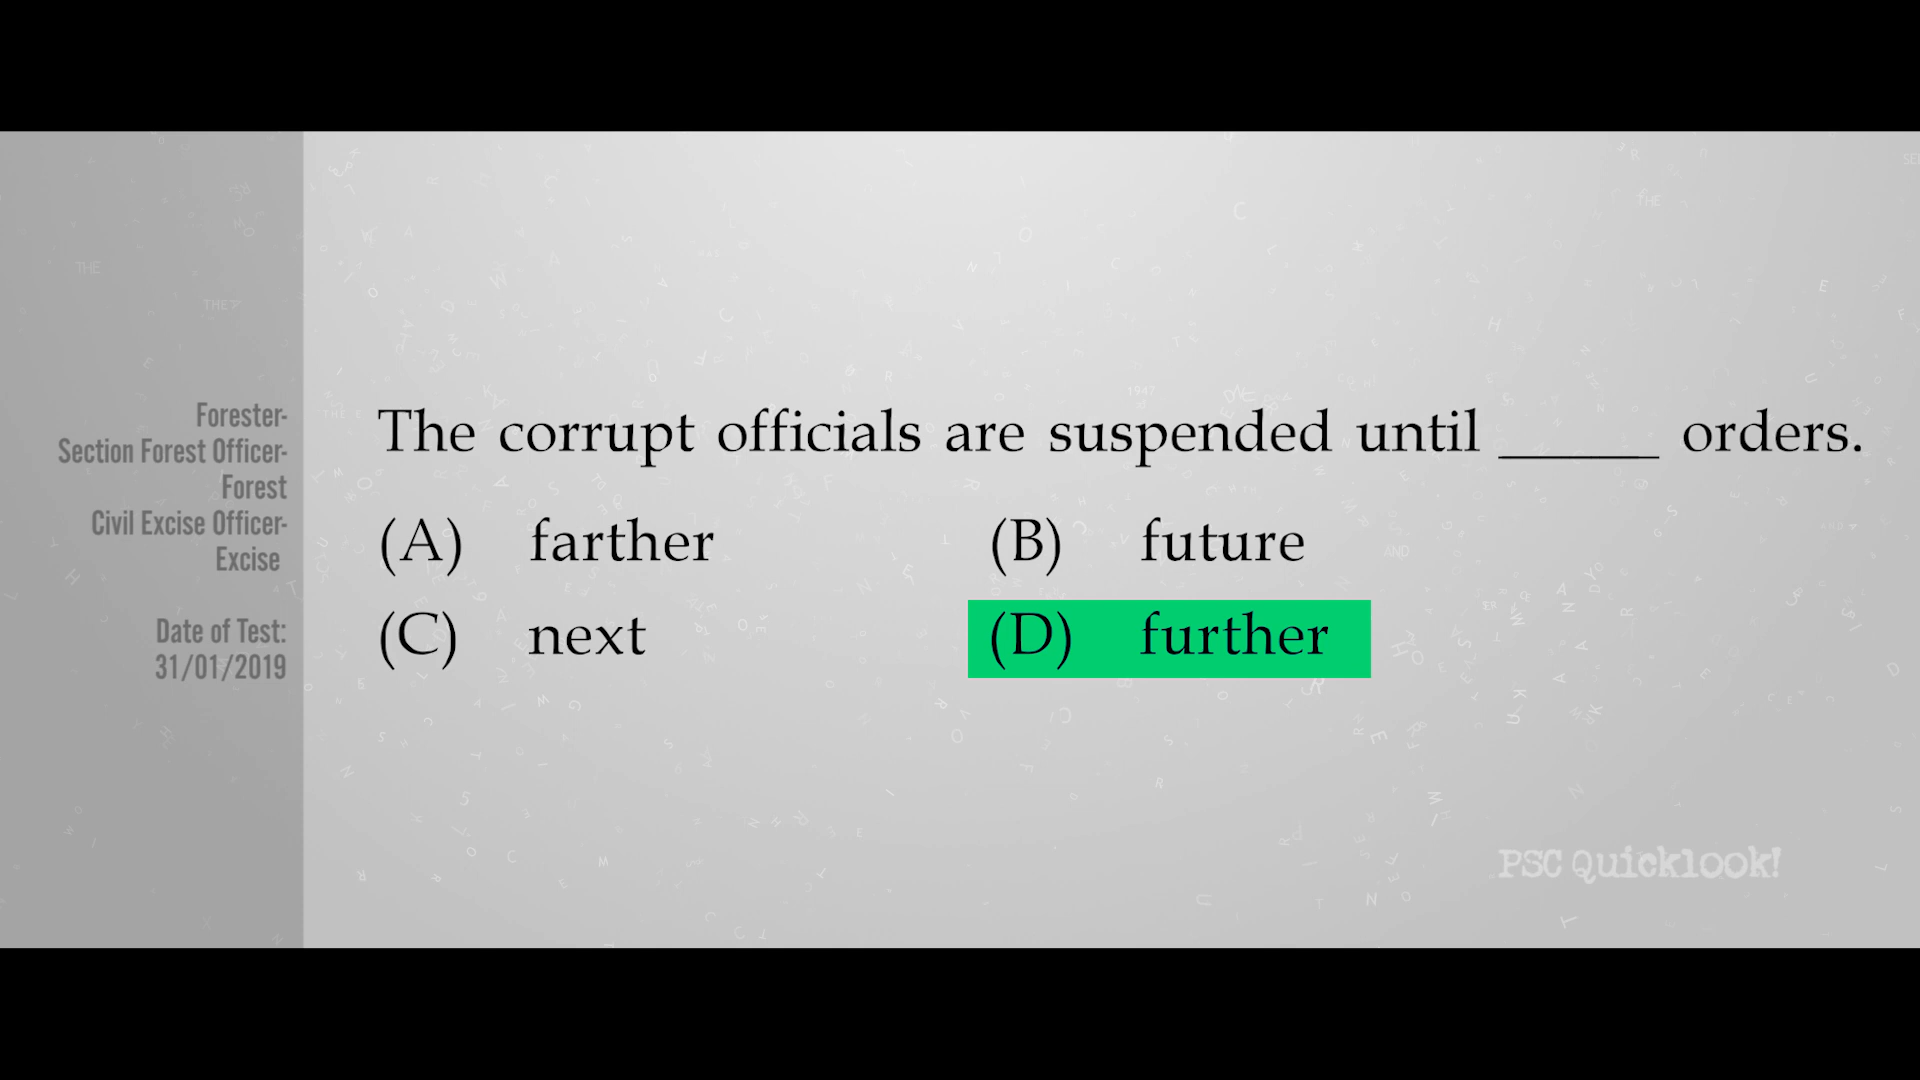 Forester-
Section Forest Officer-
Forest
Civil Excise Officer-
Excise
Date of Test:
31/01/2019
The corrupt officials are suspended until ______ orders.
(A) farther (B) future
(C) next (D) further
PSC Quicklook!